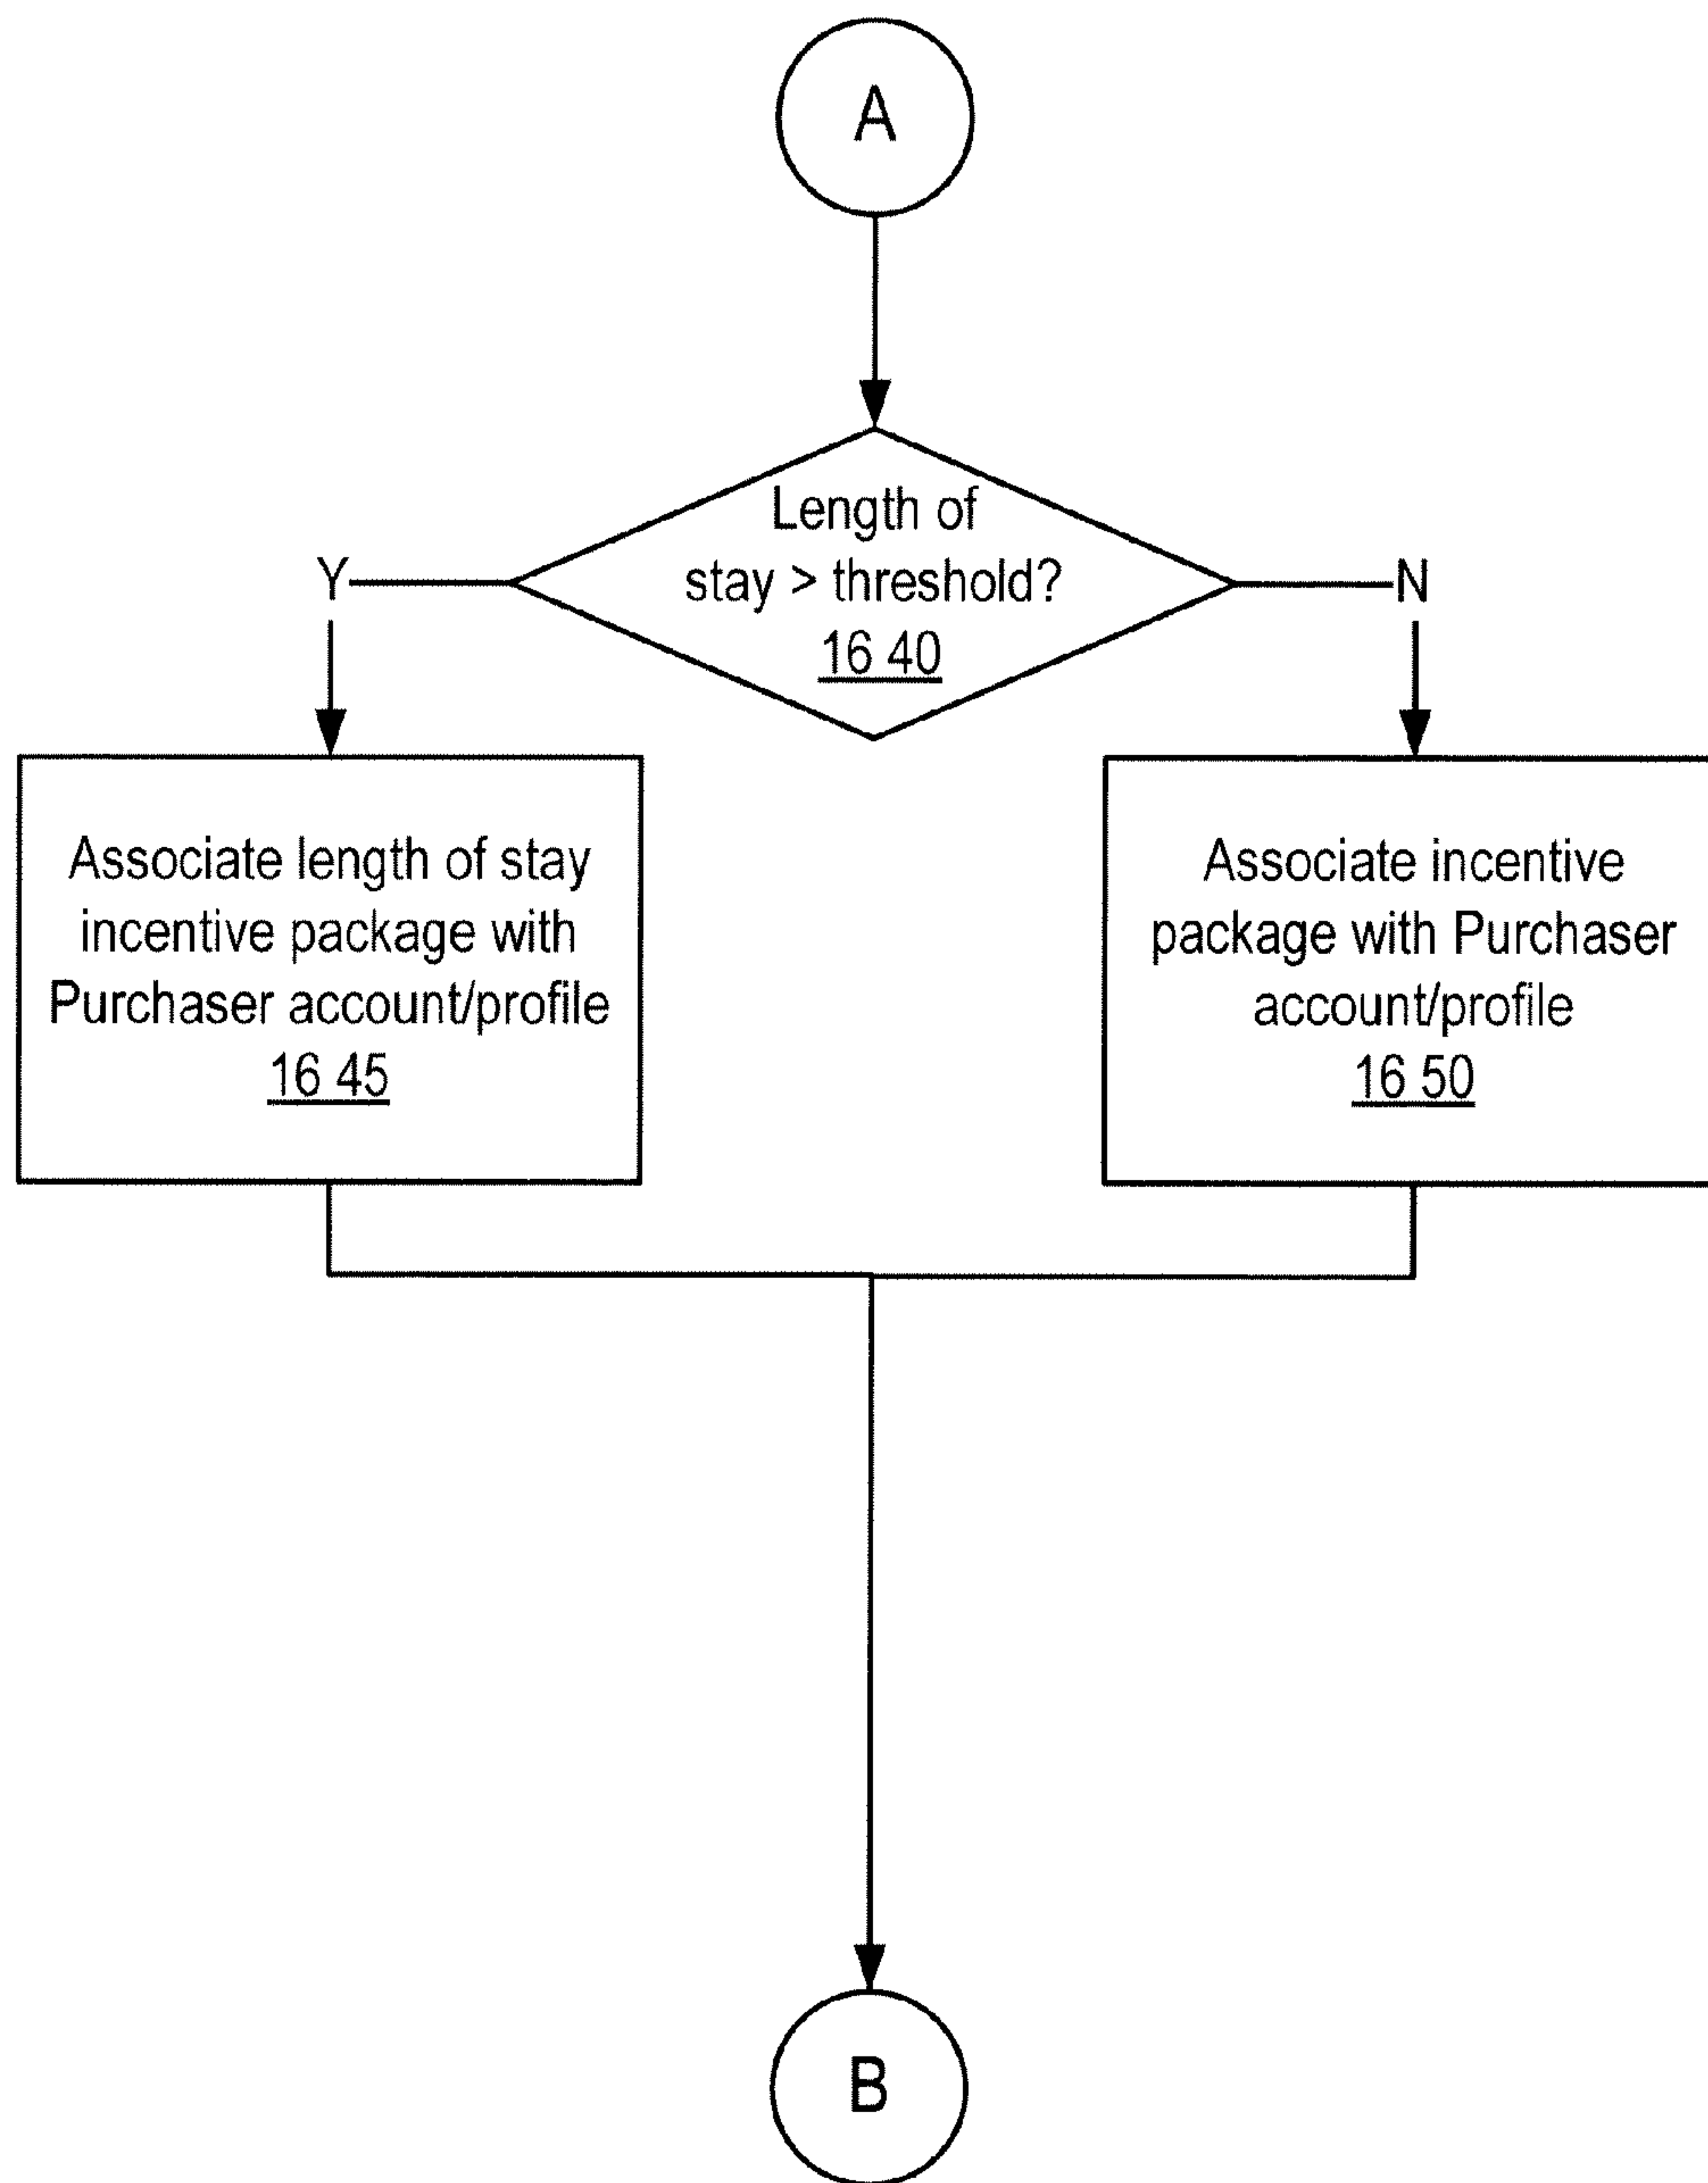 A
Length of
stay > threshold?
16 40
Y
N
Associate length of stay
incentive package with
Purchaser account/profile
16 45
Associate incentive
package with Purchaser
account/profile
16 50
B